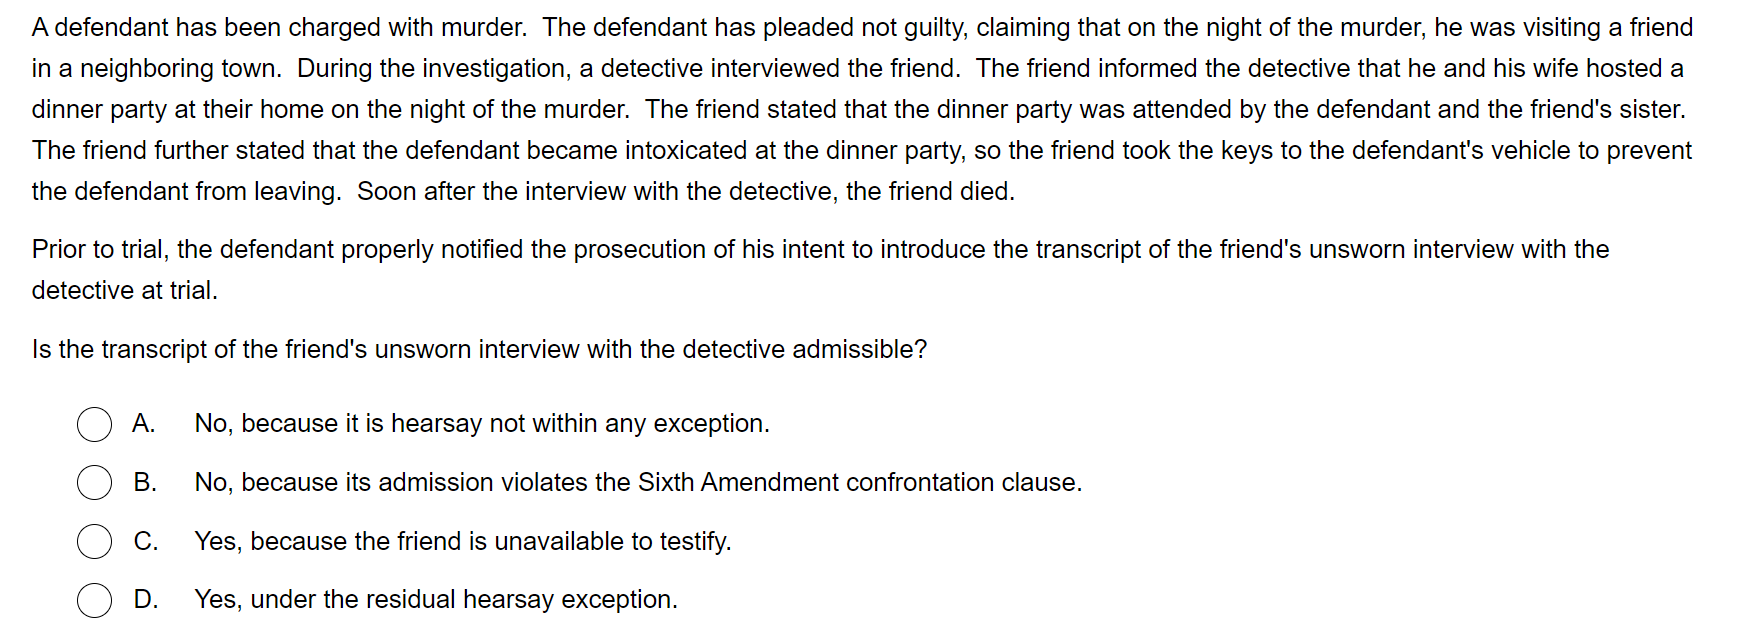 A defendant has been charged with murder.  The defendant has pleaded not guilty, claiming that on the night of the murder, he was visiting a friend
in a neighboring town.  During the investigation, a detective interviewed the friend.  The friend informed the detective that he and his wife hosted a
dinner party at their home on the night of the murder.  The friend stated that the dinner party was attended by the defendant and the friend's sister.
The friend further stated that the defendant became intoxicated at the dinner party, so the friend took the keys to the defendant's vehicle to prevent
the defendant from leaving.  Soon after the interview with the detective, the friend died.
Prior to trial, the defendant properly notified the prosecution of his intent to introduce the transcript of the friend's unsworn interview with the
detective at trial.
Is the transcript of the friend's unsworn interview with the detective admissible?
A. No, because it is hearsay not within any exception.
B. No, because its admission violates the Sixth Amendment confrontation clause.
C. Yes, because the friend is unavailable to testify.
D. Yes, under the residual hearsay exception.